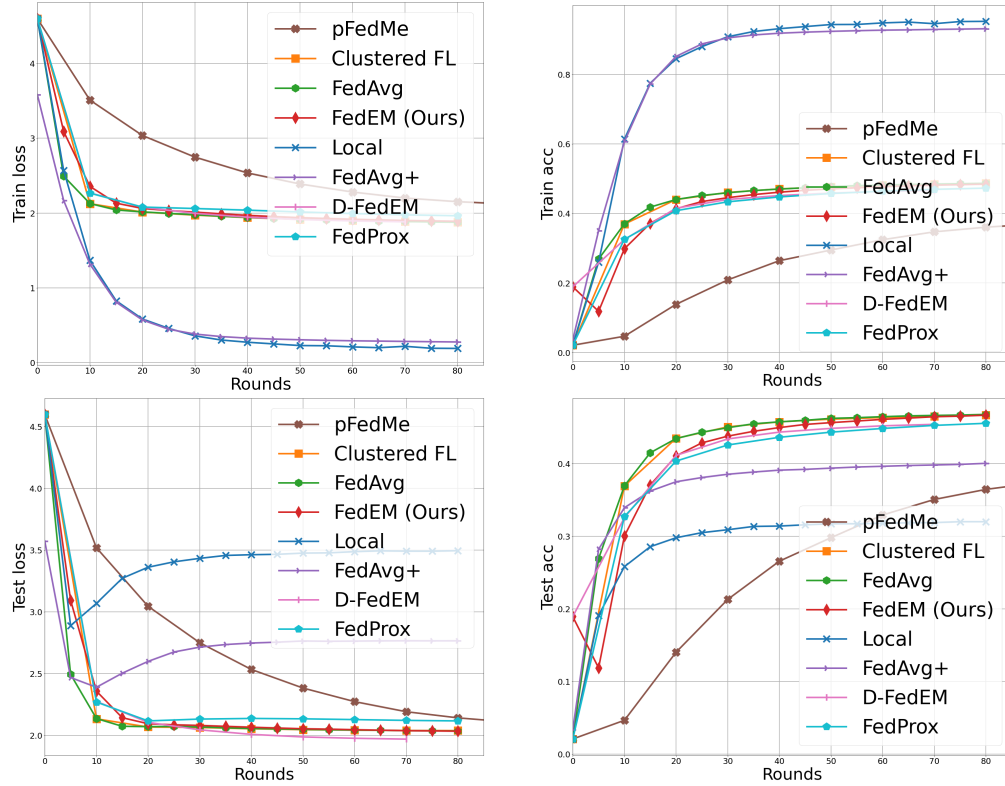 4
3
2
1
0
Train loss
0 10 20 30 40 50 60 70 80
Rounds
pFedMe
Clustered FL
FedAvg
FedEM (Ours)
Local
FedAvg+
D-FedEM
FedProx
0.8
0.6
0.4
0.2
0.0
Train acc
0 10 20 30 40 50 60 70 80
Rounds
pFedMe
Clustered FL
FedAvg
FedEM (Ours)
Local
FedAvg+
D-FedEM
FedProx
4.5
4.0
3.5
3.0
2.5
2.0
Test loss
0 10 20 30 40 50 60 70 80
Rounds
pFedMe
Clustered FL
FedAvg
FedEM (Ours)
Local
FedAvg+
D-FedEM
FedProx
0.4
0.3
0.2
0.1
0.0
Test acc
0 10 20 30 40 50 60 70 80
Rounds
pFedMe
Clustered FL
FedAvg
FedEM (Ours)
Local
FedAvg+
D-FedEM
FedProx